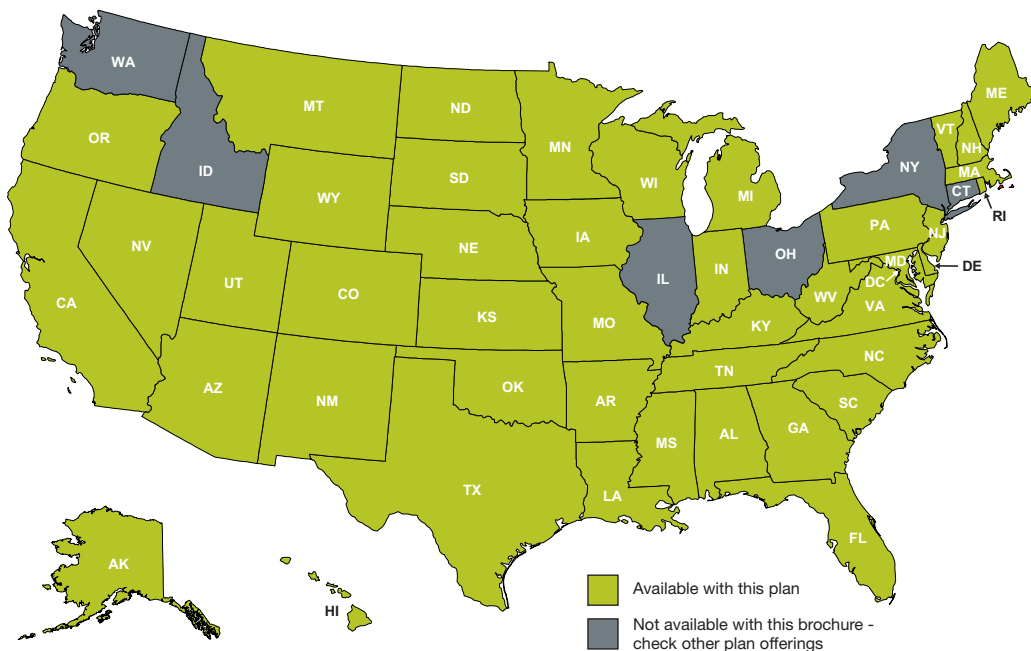 WA
MT
ND
MN
ME
VT
NH
OR
ID
WY
SD
WI
MI
NY
MA
CT
RI
NV
UT
CO
NE
IA
IL
IN
OH
PA
NJ
MD
DE
DC
WV
VA
CA
KS
MO
KY
AZ
NM
OK
AR
TN
NC
SC
TX
LA
MS
AL
GA
FL
AK
HI
Available with this plan
Not available with this brochure -
check other plan offerings